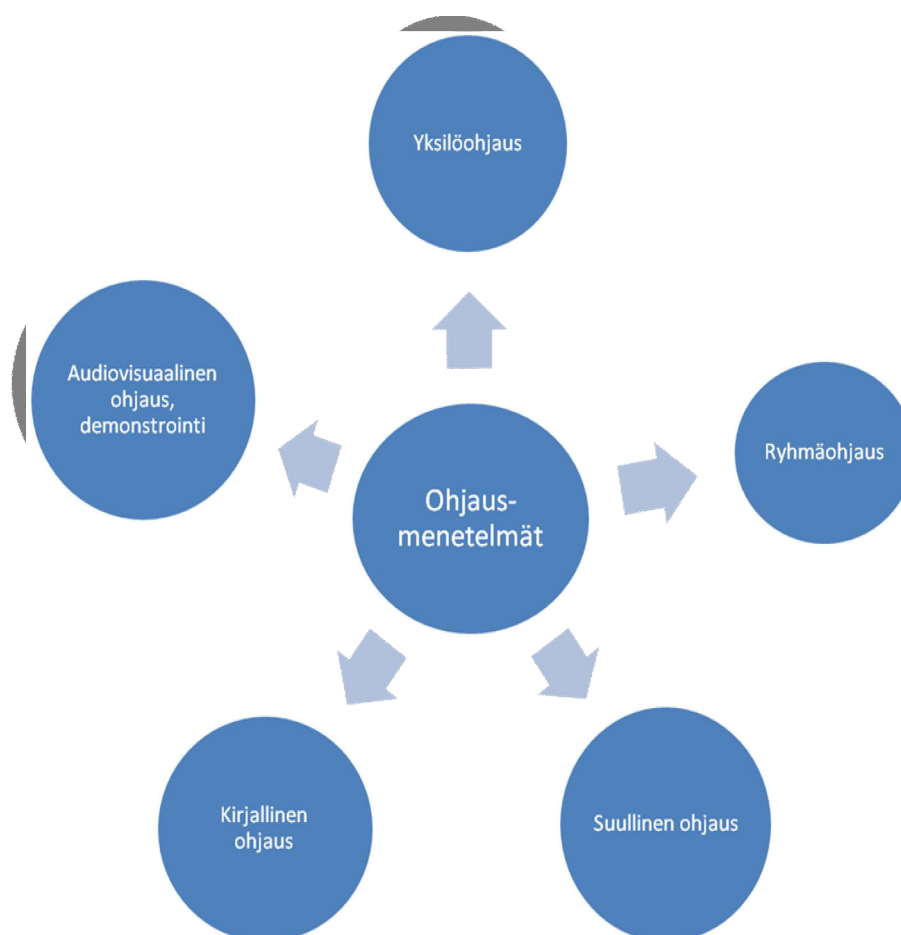 Yksilöohjaus
Audiovisuaalinen
ohjaus,
demonstrointi
Ryhmäohjaus
Ohjaus-
menetelmät
Kirjallinen
ohjaus
Suullinen ohjaus